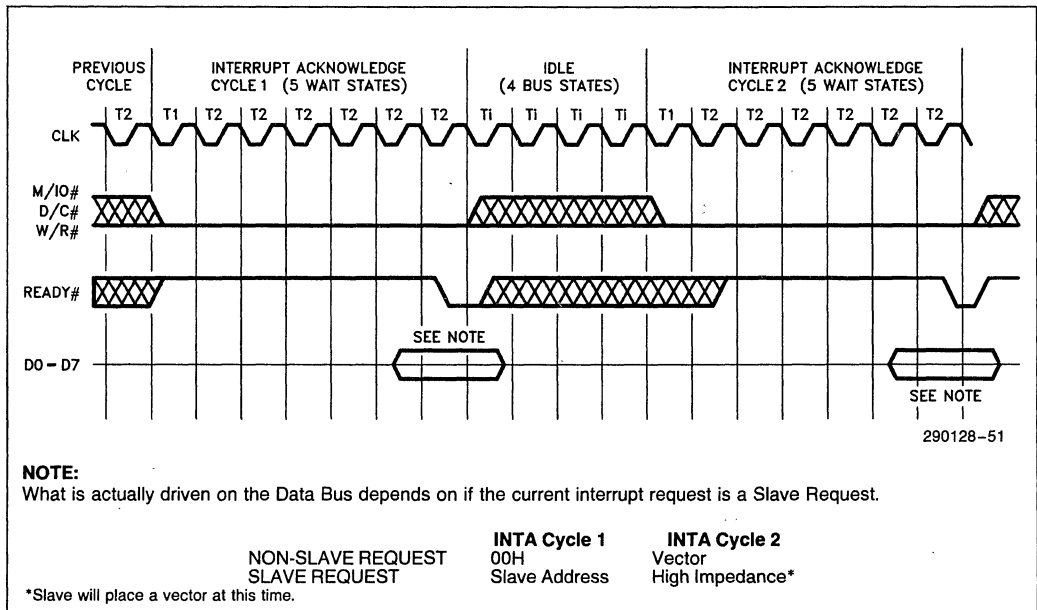 PREVIOUS CYCLE
INTERRUPT ACKNOWLEDGE CYCLE 1 (5 WAIT STATES)
IDLE (4 BUS STATES)
INTERRUPT ACKNOWLEDGE CYCLE 2 (5 WAIT STATES)
T2 T1 T2 T2 T2 T2 T2 T2 Ti Ti Ti Ti T1 T2 T2 T2 T2 T2 T2
CLK
M/IO#
D/C#
W/R#
READY#
SEE NOTE
D0–D7
SEE NOTE
290128–51
NOTE:
What is actually driven on the Data Bus depends on if the current interrupt request is a Slave Request.
INTA Cycle 1 INTA Cycle 2
NON-SLAVE REQUEST 00H Vector
SLAVE REQUEST Slave Address High Impedance*
*Slave will place a vector at this time.